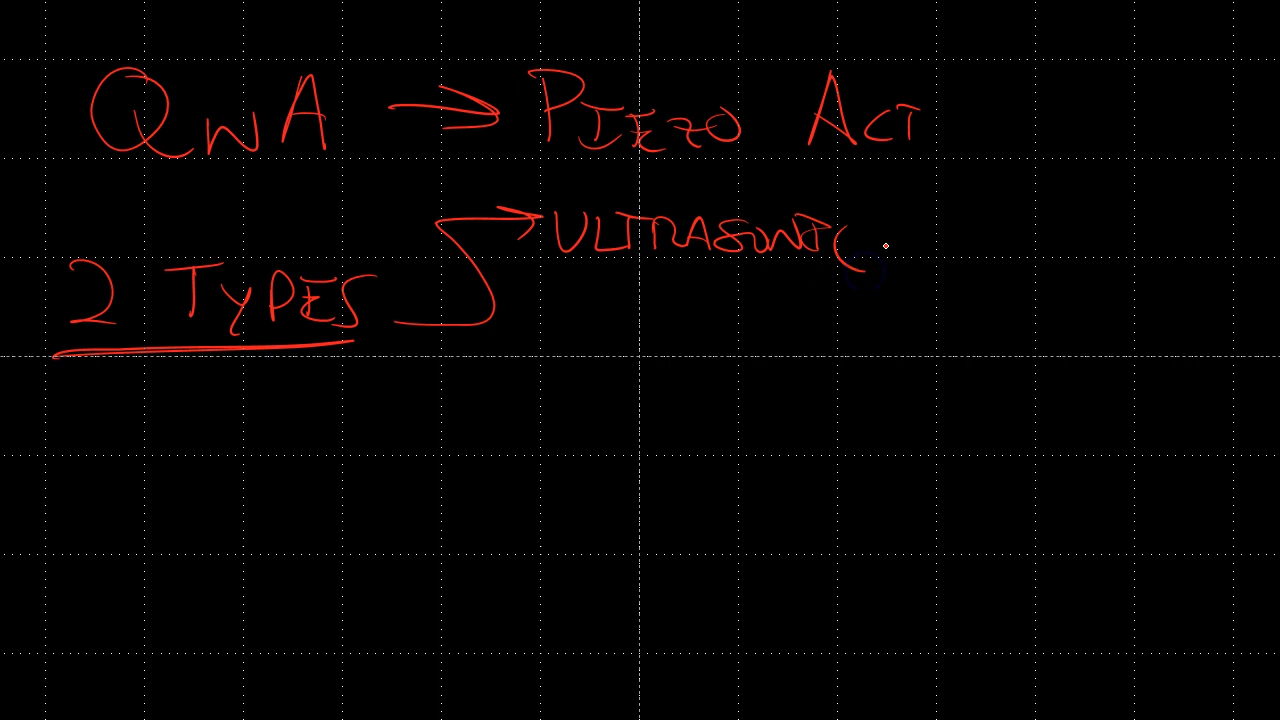 QnA → PIEZO ACT
2 TYPES → ULTRASONIC